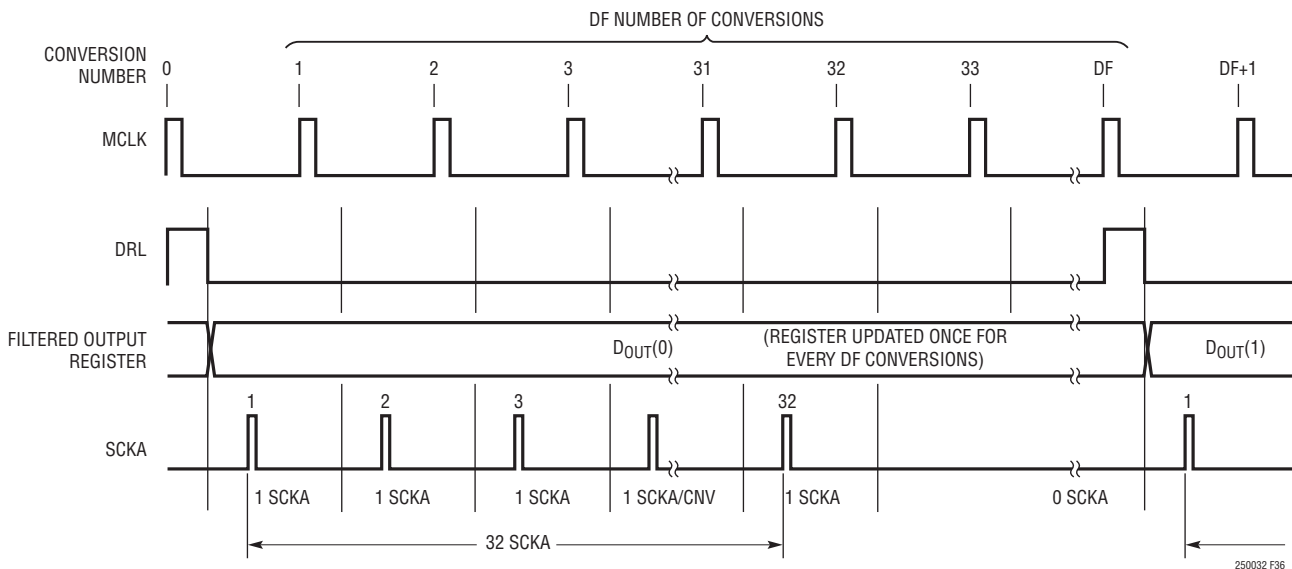 DF NUMBER OF CONVERSIONS
CONVERSION
NUMBER
0 1 2 3 31 32 33 DF DF+1
MCLK
DRL
FILTERED OUTPUT
REGISTER
DOUT(0)
(REGISTER UPDATED ONCE FOR
EVERY DF CONVERSIONS)
DOUT(1)
1 2 3 32 1
SCKA
1 SCKA 1 SCKA 1 SCKA 1 SCKA/CNV 1 SCKA 0 SCKA
32 SCKA
250032 F36